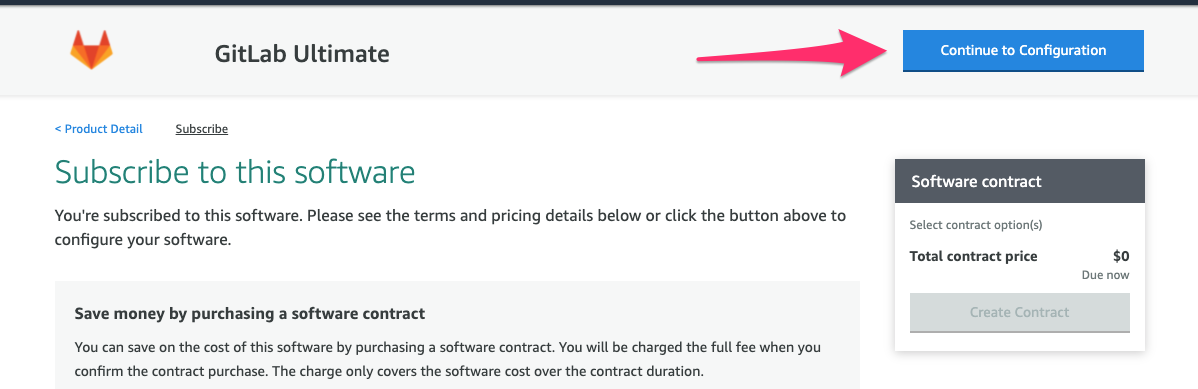 GitLab Ultimate
Continue to Configuration
< Product Detail
Subscribe
Subscribe to this software
You're subscribed to this software. Please see the terms and pricing details below or click the button above to
configure your software.
Save money by purchasing a software contract
You can save on the cost of this software by purchasing a software contract. You will be charged the full fee when you
confirm the contract purchase. The charge only covers the software cost over the contract duration.
Software contract
Select contract option(s)
Total contract price $0
Due now
Create Contract